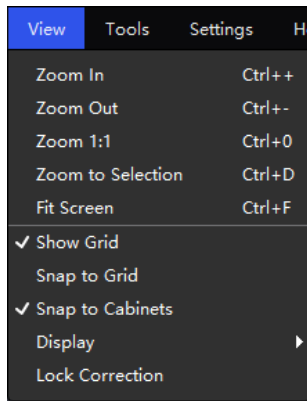 View Tools Settings H
Zoom In Ctrl++
Zoom Out Ctrl+-
Zoom 1:1 Ctrl+0
Zoom to Selection Ctrl+D
Fit Screen Ctrl+F
✓ Show Grid
Snap to Grid
✓ Snap to Cabinets
Display
Lock Correction